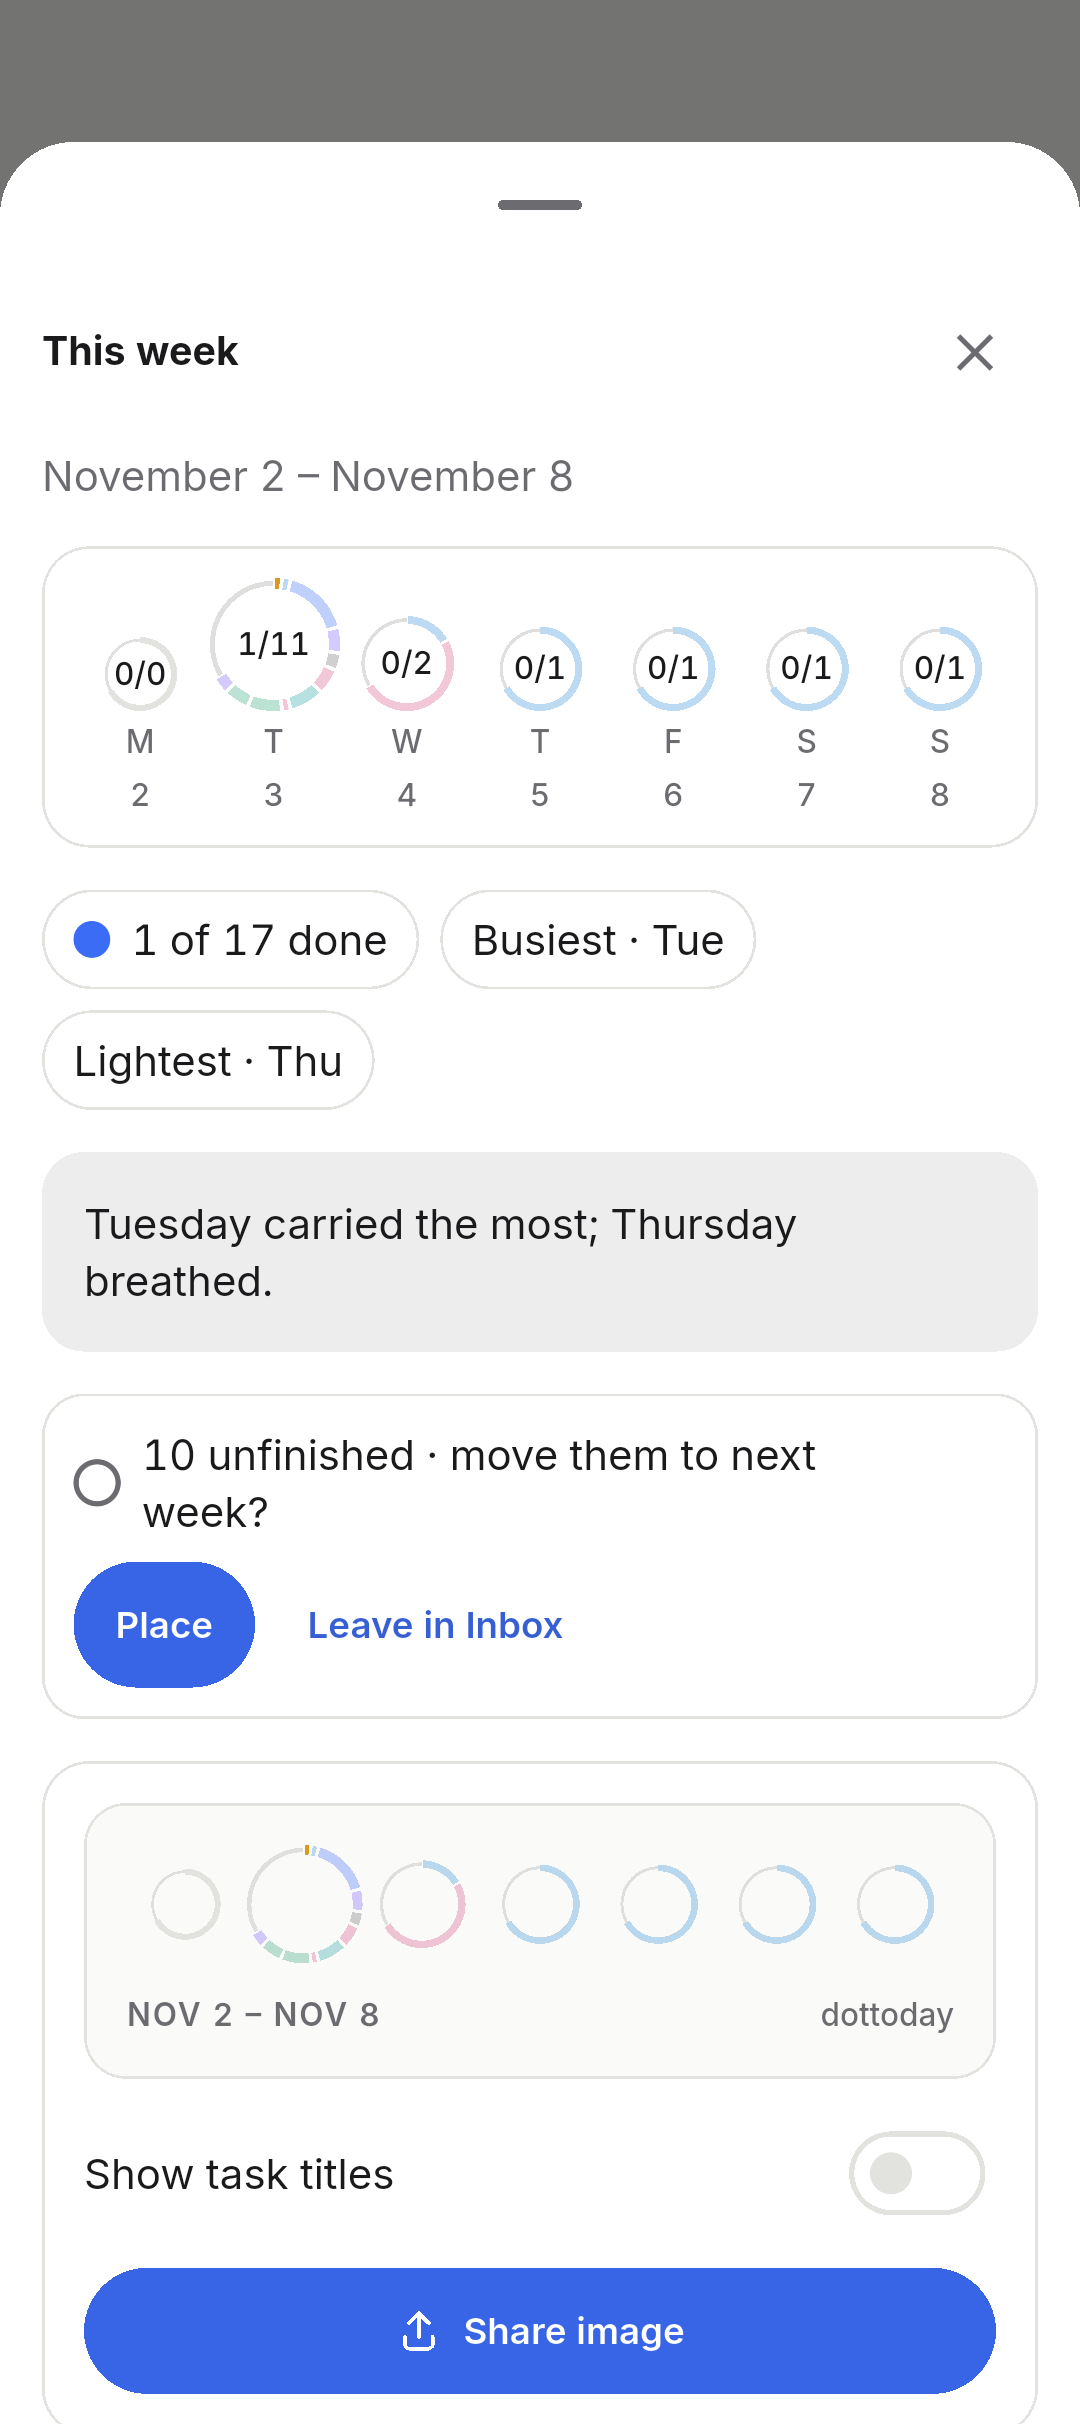 This week
November 2 – November 8
0/0 1/11 0/2 0/1 0/1 0/1 0/1
M T W T F S S
2 3 4 5 6 7 8
1 of 17 done
Busiest · Tue
Lightest · Thu
Tuesday carried the most; Thursday
breathed.
10 unfinished · move them to next
week?
Place
Leave in Inbox
NOV 2 – NOV 8
dottoday
Show task titles
Share image